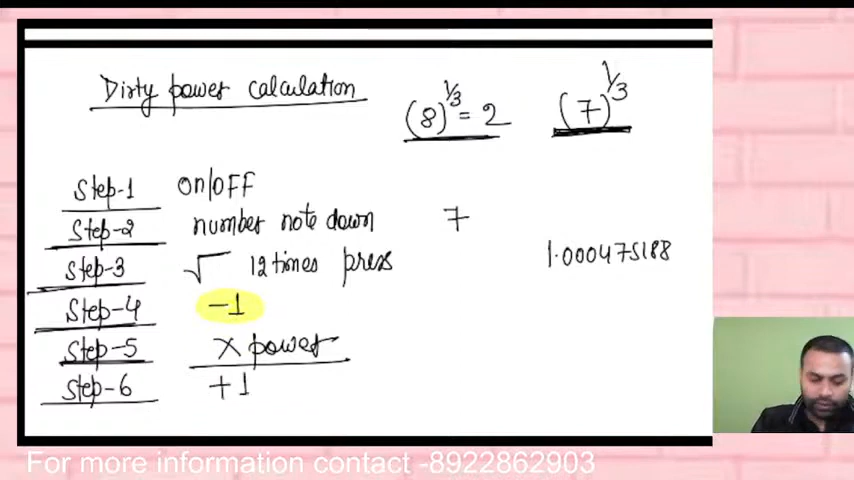 Dirty power calculation
(8)^1/3 = 2
(7)^1/3
Step-1 on/OFF
Step-2 number note down 7
Step-3 √ 12 times press 1.000475188
Step-4 -1
Step-5 x power
Step-6 +1
For more information contact -8922862903